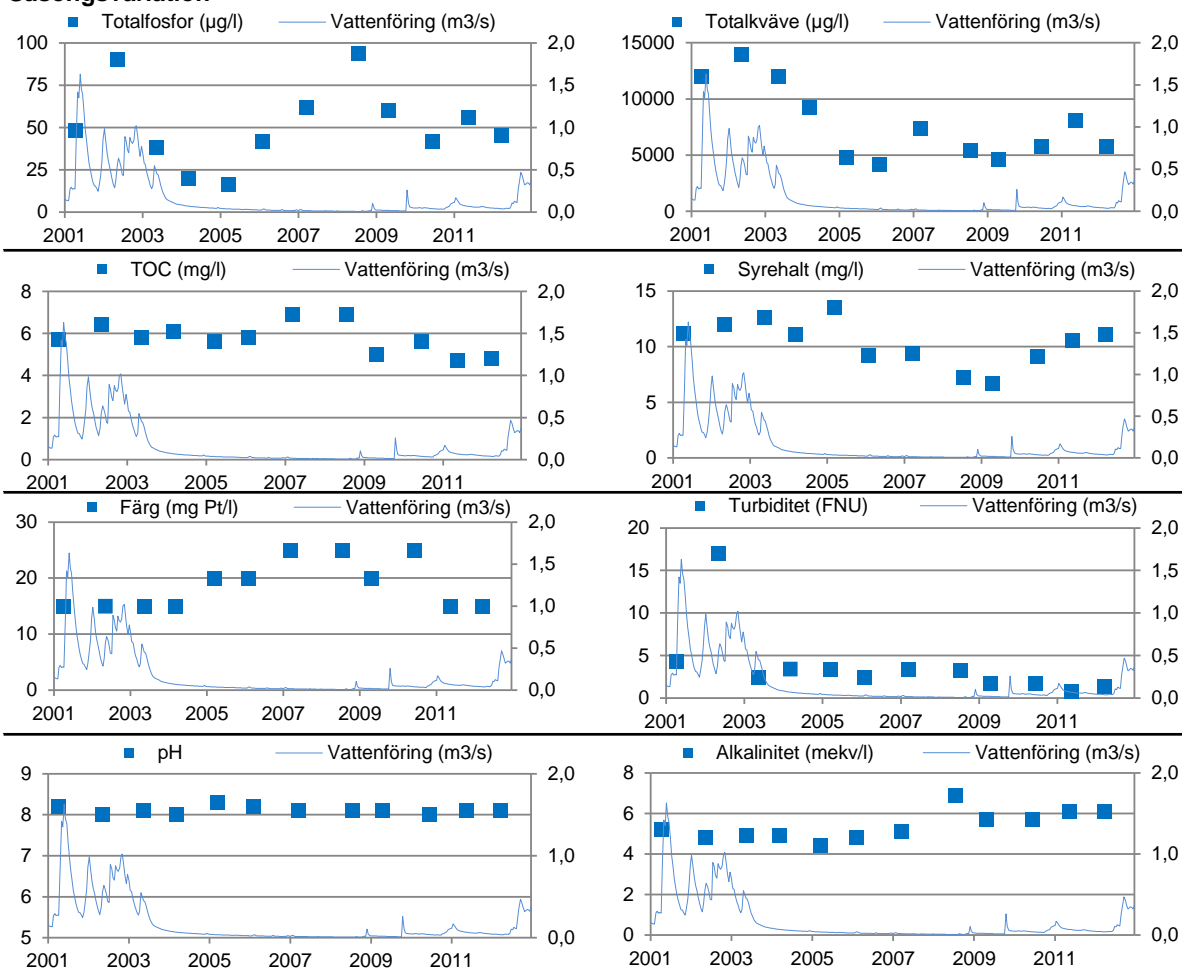 Säsongsvariation
Totalfosfor (µg/l) Vattenföring (m3/s)
100 2,0
75 1,5
50 1,0
25 0,5
0 0,0
2001 2003 2005 2007 2009 2011
Totalkväve (µg/l) Vattenföring (m3/s)
15000 2,0
1,5
10000
1,0
5000
0,5
0 0,0
2001 2003 2005 2007 2009 2011
TOC (mg/l) Vattenföring (m3/s)
8 2,0
6 1,5
4 1,0
2 0,5
0 0,0
2001 2003 2005 2007 2009 2011
Syrehalt (mg/l) Vattenföring (m3/s)
15 2,0
1,5
10
1,0
5
0,5
0 0,0
2001 2003 2005 2007 2009 2011
Färg (mg Pt/l) Vattenföring (m3/s)
30 2,0
1,5
20
1,0
10
0,5
0 0,0
2001 2003 2005 2007 2009 2011
Turbiditet (FNU) Vattenföring (m3/s)
20 2,0
15 1,5
10 1,0
5 0,5
0 0,0
2001 2003 2005 2007 2009 2011
pH Vattenföring (m3/s)
9 2,0
8
7 1,0
6
5 0,0
2001 2003 2005 2007 2009 2011
Alkalinitet (mekv/l) Vattenföring (m3/s)
8 2,0
6
4 1,0
2
0 0,0
2001 2003 2005 2007 2009 2011